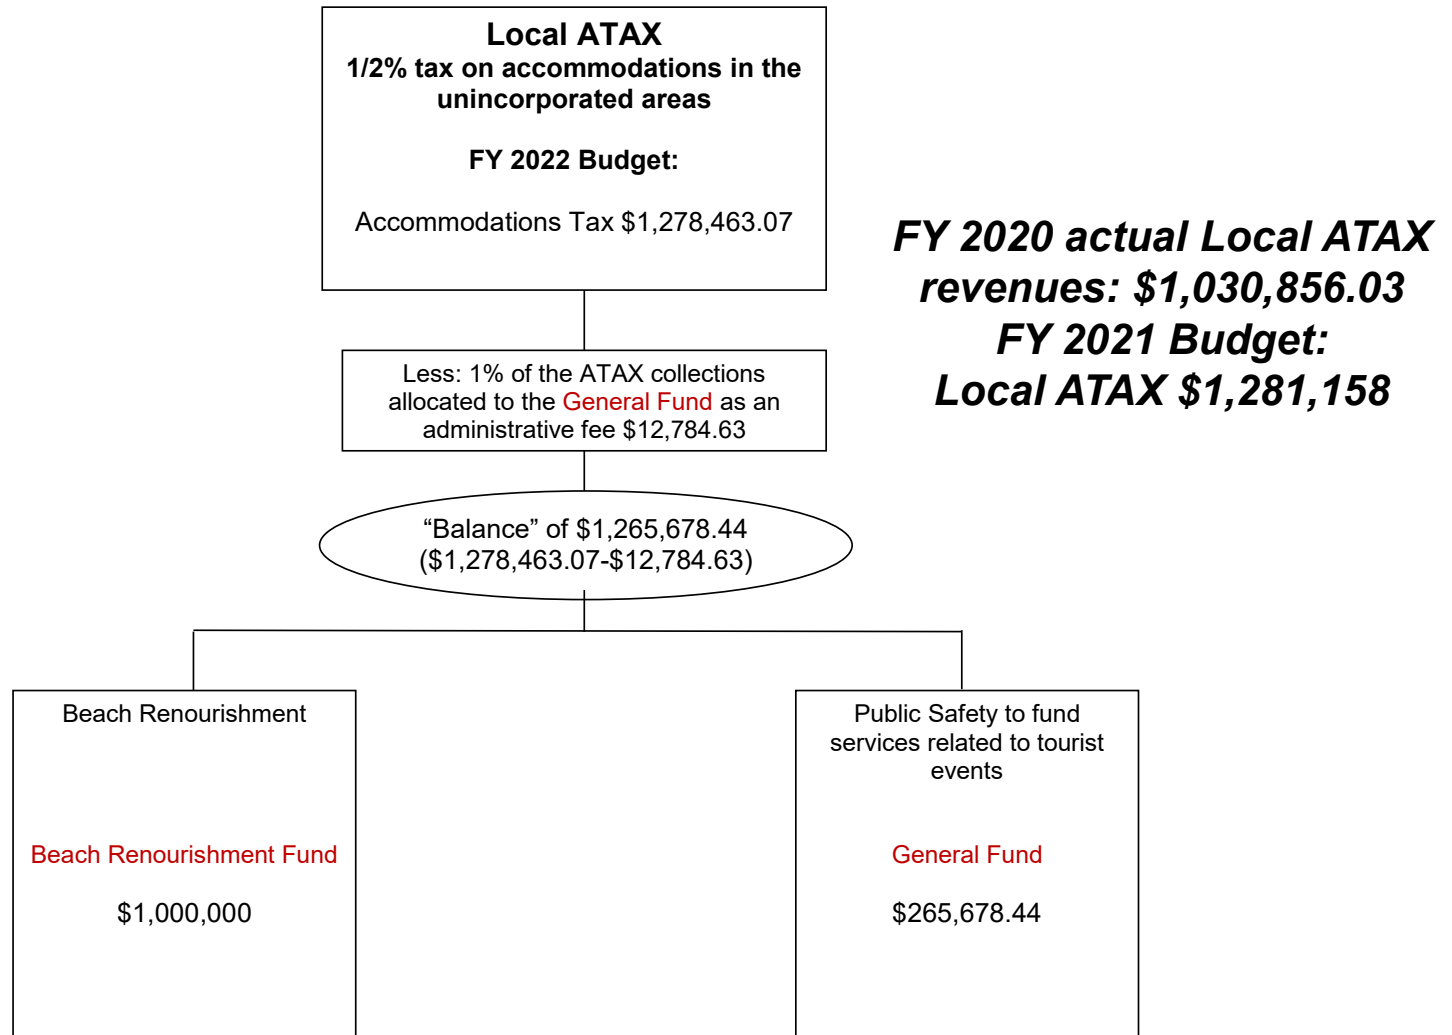 Local ATAX
1/2% tax on accommodations in the
unincorporated areas
FY 2022 Budget:
Accommodations Tax $1,278,463.07
FY 2020 actual Local ATAX
revenues: $1,030,856.03
FY 2021 Budget:
Local ATAX $1,281,158
Less: 1% of the ATAX collections
allocated to the General Fund as an
administrative fee $12,784.63
“Balance” of $1,265,678.44
($1,278,463.07-$12,784.63)
Beach Renourishment
Beach Renourishment Fund
$1,000,000
Public Safety to fund
services related to tourist
events
General Fund
$265,678.44